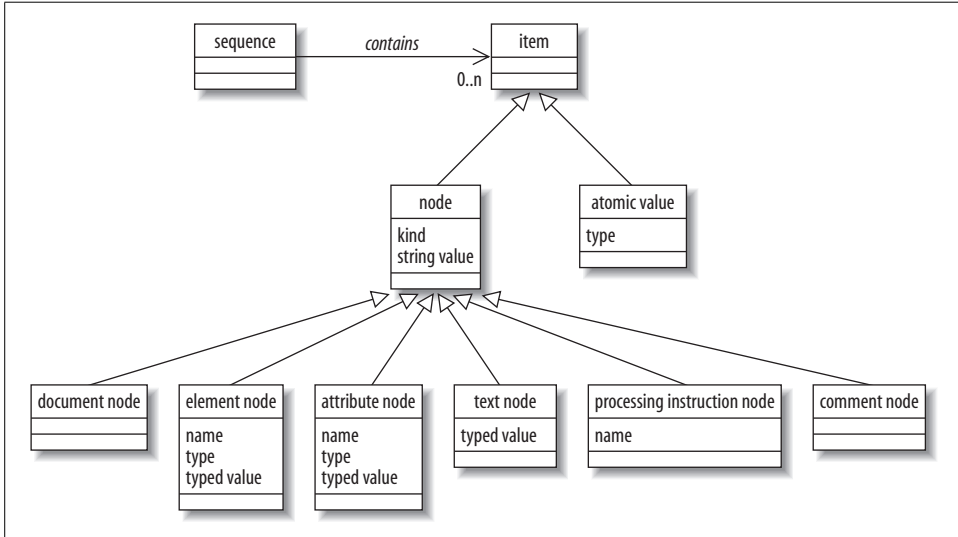 sequence
contains
item
0..n
node
kind
string value
atomic value
type
document node
element node
name
type
typed value
attribute node
name
type
typed value
text node
typed value
processing instruction node
name
comment node